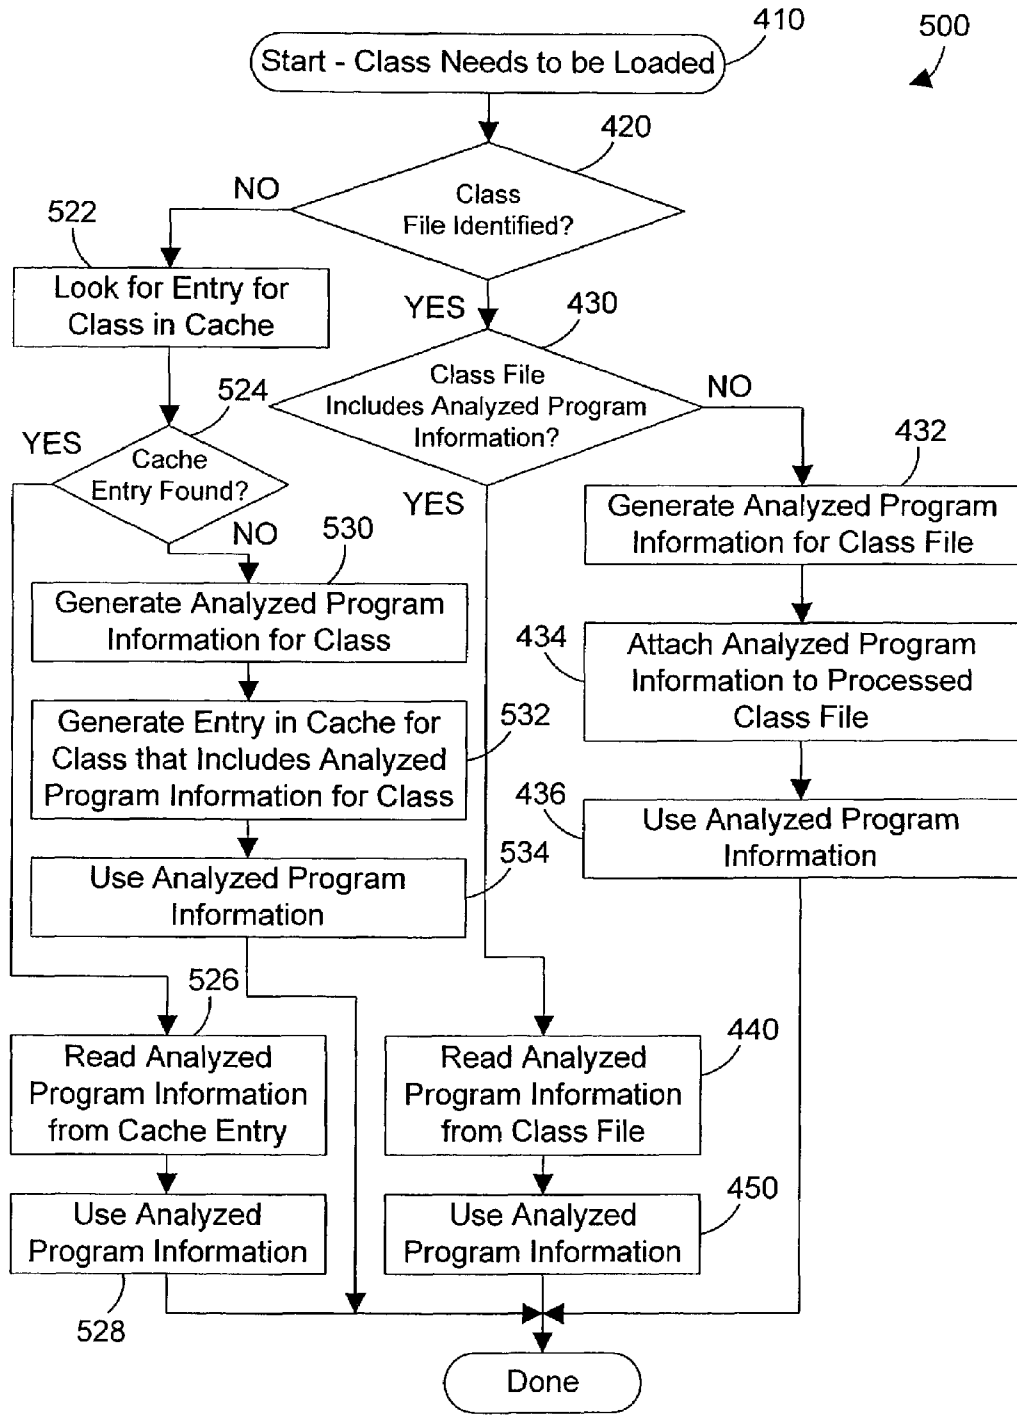 410
500
Start - Class Needs to be Loaded
420
Class
File Identified?
NO
522
Look for Entry for
Class in Cache
YES
430
Class File
Includes Analyzed Program
Information?
NO
524
YES
Cache
Entry Found?
NO
YES
432
Generate Analyzed Program
Information for Class File
530
Generate Analyzed Program
Information for Class
434
Attach Analyzed Program
Information to Processed
Class File
Generate Entry in Cache for
Class that Includes Analyzed
Program Information for Class
532
436
Use Analyzed Program
Information
534
Use Analyzed Program
Information
526
Read Analyzed
Program Information
from Cache Entry
440
Read Analyzed
Program Information
from Class File
Use Analyzed
Program Information
528
450
Use Analyzed
Program Information
Done